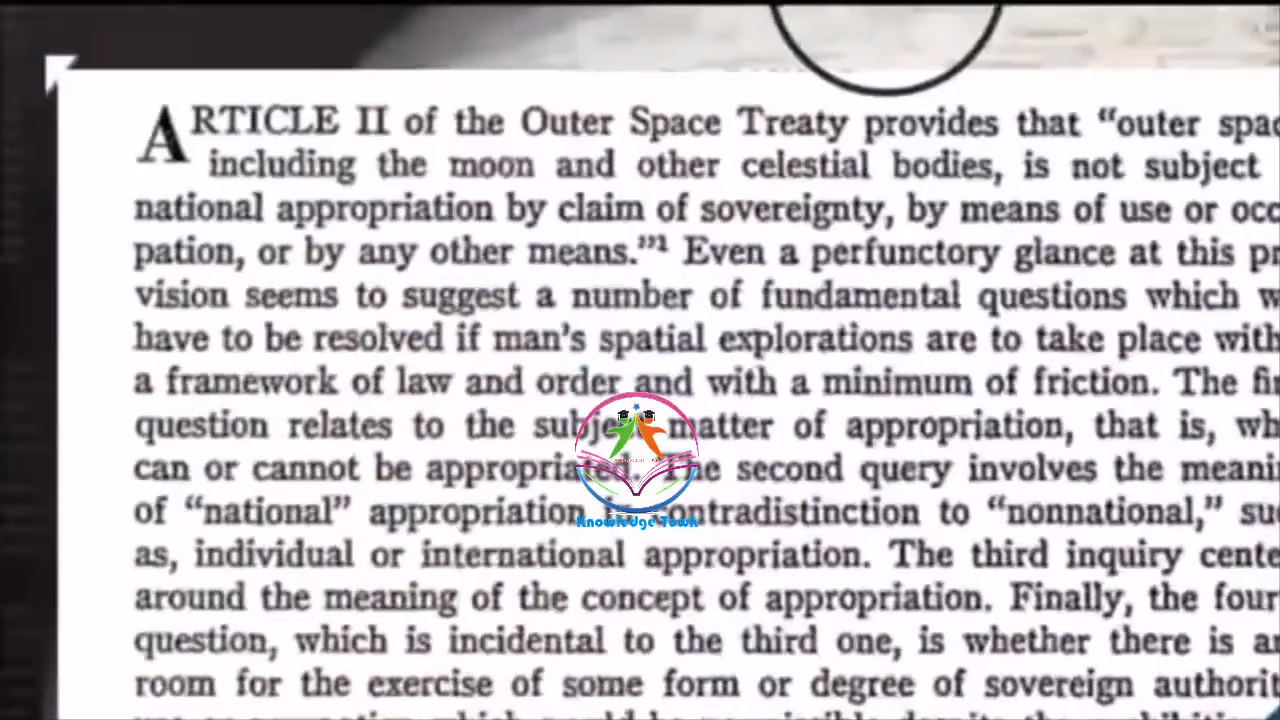 ARTICLE II of the Outer Space Treaty provides that “outer spac
including the moon and other celestial bodies, is not subject
national appropriation by claim of sovereignty, by means of use or occ
pation, or by any other means.”1 Even a perfunctory glance at this pr
vision seems to suggest a number of fundamental questions which w
have to be resolved if man’s spatial explorations are to take place with
a framework of law and order and with a minimum of friction. The fir
question relates to the subject matter of appropriation, that is, wh
can or cannot be appropriated. The second query involves the meani
of “national” appropriation in contradistinction to “nonnational,” su
as, individual or international appropriation. The third inquiry cente
around the meaning of the concept of appropriation. Finally, the four
question, which is incidental to the third one, is whether there is a
room for the exercise of some form or degree of sovereign authorit
Knowledge Towk